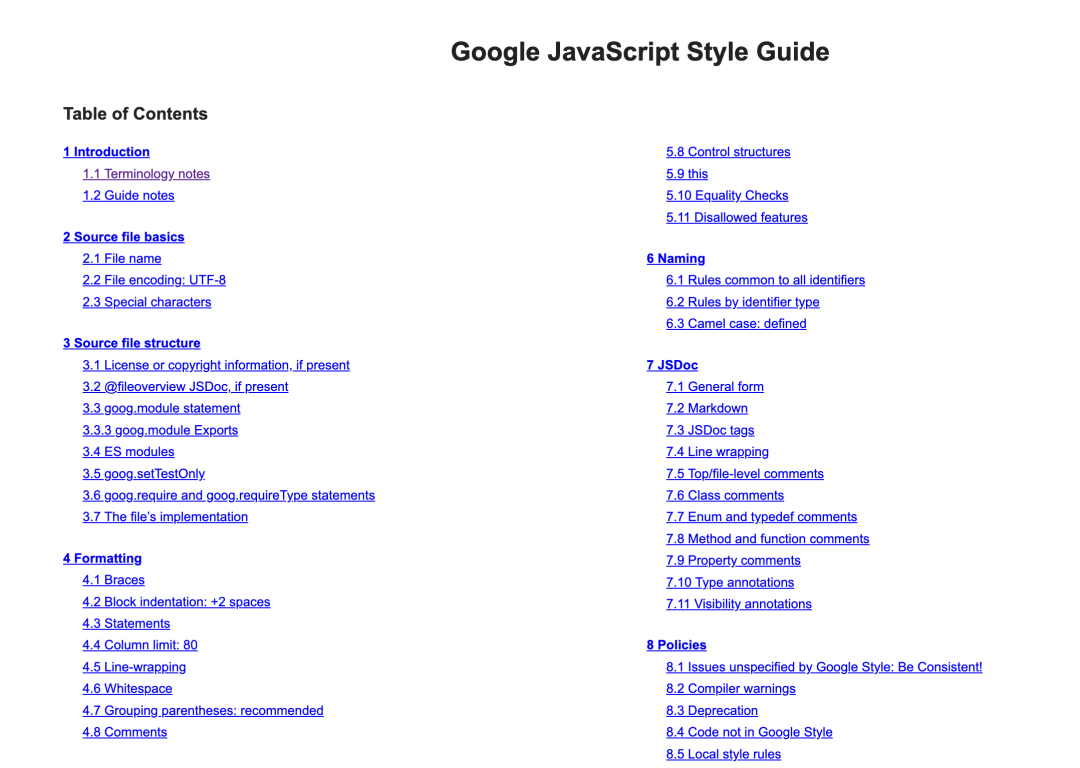 Google JavaScript Style Guide
Table of Contents
1 Introduction
1.1 Terminology notes
1.2 Guide notes
2 Source file basics
2.1 File name
2.2 File encoding: UTF-8
2.3 Special characters
3 Source file structure
3.1 License or copyright information, if present
3.2 @fileoverview JSDoc, if present
3.3 goog.module statement
3.3.3 goog.module Exports
3.4 ES modules
3.5 goog.setTestOnly
3.6 goog.require and goog.requireType statements
3.7 The file’s implementation
4 Formatting
4.1 Braces
4.2 Block indentation: +2 spaces
4.3 Statements
4.4 Column limit: 80
4.5 Line-wrapping
4.6 Whitespace
4.7 Grouping parentheses: recommended
4.8 Comments
5.8 Control structures
5.9 this
5.10 Equality Checks
5.11 Disallowed features
6 Naming
6.1 Rules common to all identifiers
6.2 Rules by identifier type
6.3 Camel case: defined
7 JSDoc
7.1 General form
7.2 Markdown
7.3 JSDoc tags
7.4 Line wrapping
7.5 Top/file-level comments
7.6 Class comments
7.7 Enum and typedef comments
7.8 Method and function comments
7.9 Property comments
7.10 Type annotations
7.11 Visibility annotations
8 Policies
8.1 Issues unspecified by Google Style: Be Consistent!
8.2 Compiler warnings
8.3 Deprecation
8.4 Code not in Google Style
8.5 Local style rules